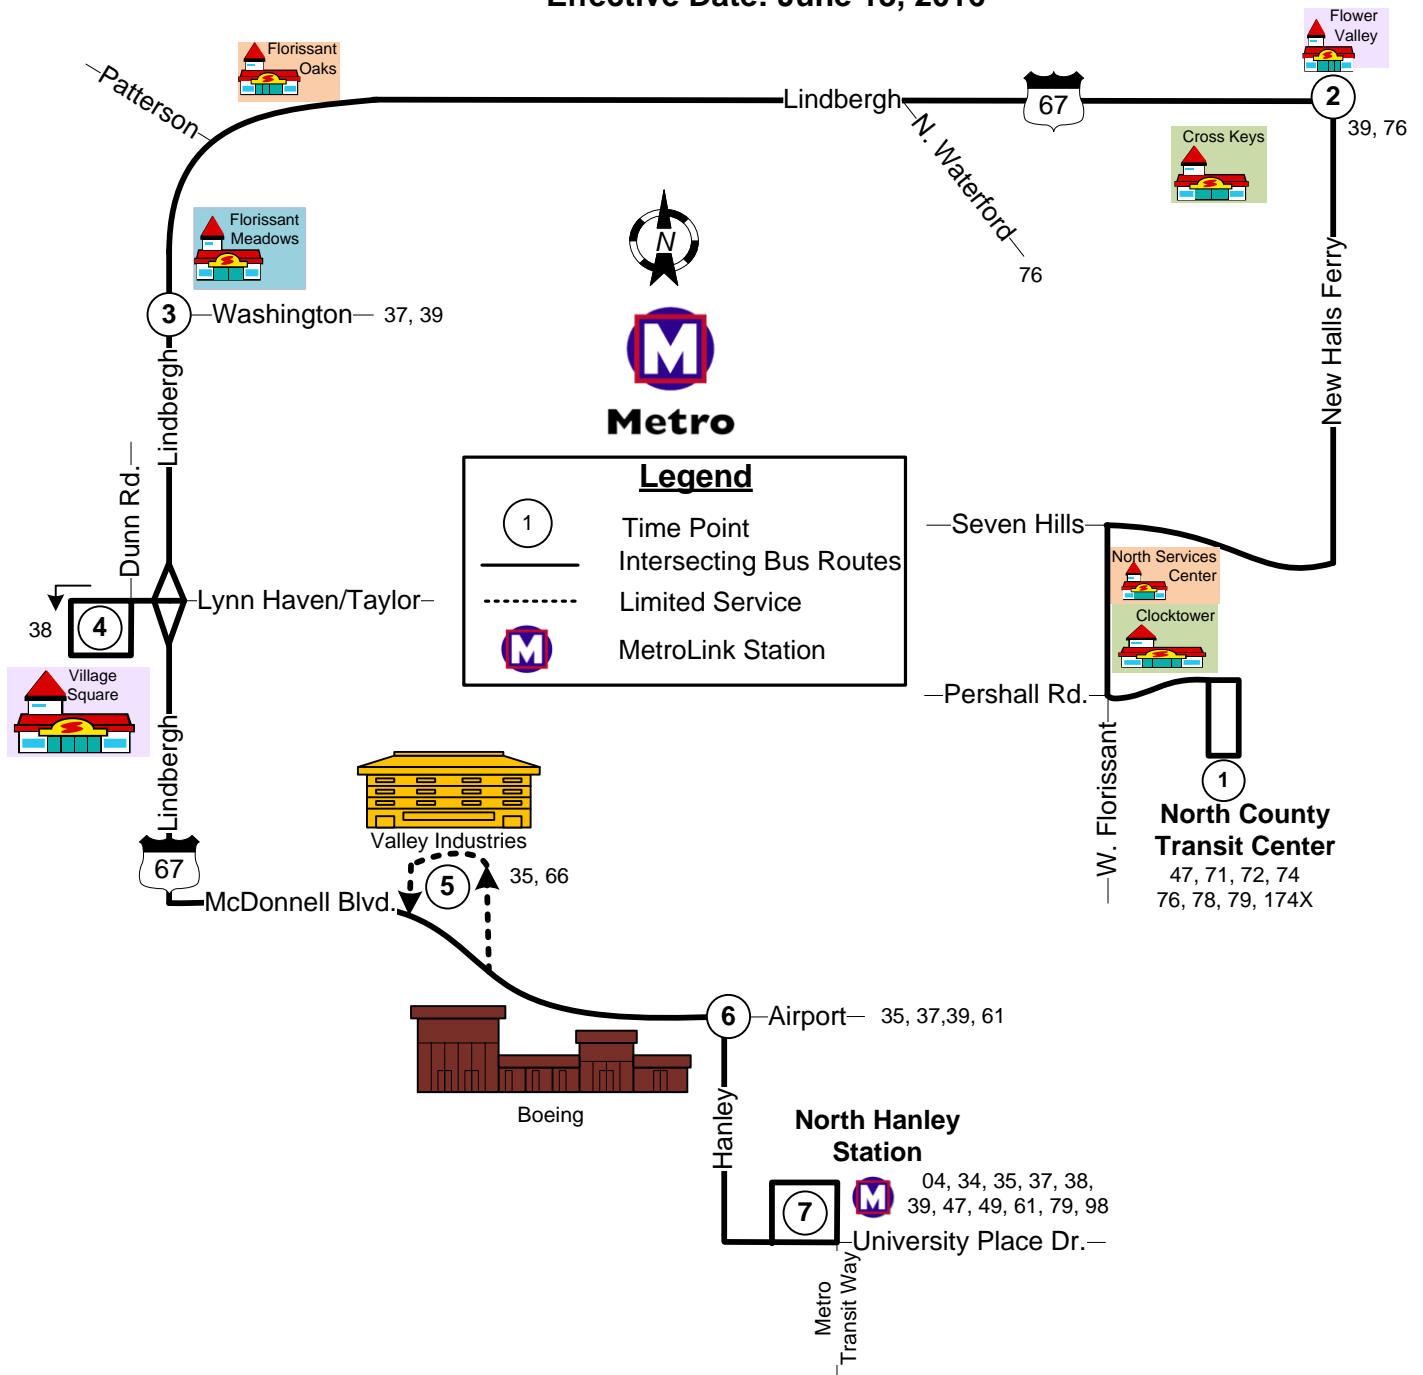 Flower
Valley
Florissant
Oaks
Patterson
Lindbergh
67
2
39, 76
N. Waterford
76
Cross Keys
Florissant
Meadows
N
New Halls Ferry
3
Washington
37, 39
M
Metro
Lindbergh
Dunn Rd.
Legend
1
Time Point
Intersecting Bus Routes
Limited Service
M
MetroLink Station
Seven Hills
North Services
Center
Clocktower
Lynn Haven/Taylor
38
4
Village
Square
Pershall Rd.
W. Florissant
1
North County
Transit Center
47, 71, 72, 74
76, 78, 79, 174X
Lindbergh
67
Valley Industries
5
35, 66
McDonnell Blvd.
6
Airport
35, 37,39, 61
Boeing
Hanley
North Hanley
Station
M
04, 34, 35, 37, 38,
39, 47, 49, 61, 79, 98
7
University Place Dr.
Metro
Transit Way